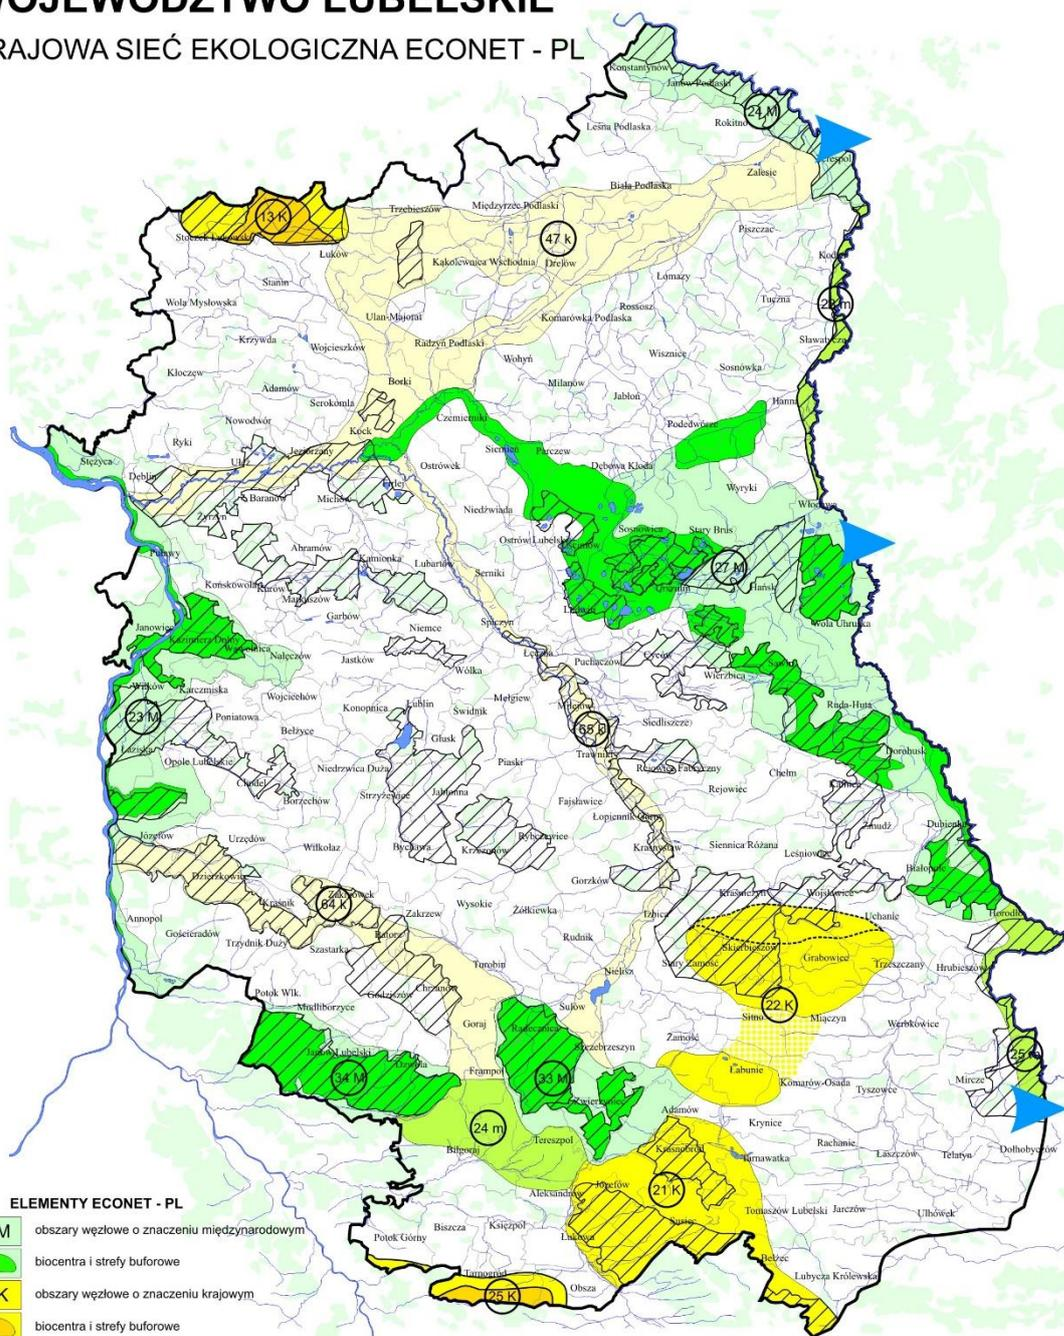 WOJEWÓDZTWO LUBELSKIE
KRAJOWA SIEĆ EKOLOGICZNA ECONET - PL
Konstantynów
Janów Podlaski
24 M
Rokitno
Leśna Podlaska
Terespol
Zalesie
Biała Podlaska
Międzyrzec Podlaski
Trzebieszów
13 K
Stoczek Łukowski
Łuków
47 k
Piszczac
Kąkolewnica Wschodnia
Drelów
Łomazy
Stanin
Wola Mysłowska
Tuczna
Rossosz
Ulan-Majorat
Komarówka Podlaska
Krzywda
Wojcieszków
Radzyń Podlaski
Sławatycze
Wohyń
Wisznice
Sosnówka
Kłoczew
Adamów
Borki
Milanów
Jabłoń
Hanna
Serokomla
Nowodwór
Czemierniki
Podedwórze
Kock
Ryki
Jeziorzany
Siemień
Parczew
Stężyca
Ułęż
Ostrówek
Dębowa Kłoda
Dęblin
Firlej
Wyryki
Baranów
Michów
Niedźwiada
Włodawa
Żyrzyn
Sosnowica
Stary Brus
Ostrów Lubelski
Uścimów
Puławy
Abramów
Kamionka
Lubartów
27 M
Hańsk
Serniki
Końskowola
Kurów
Markuszów
Urszulin
Garbów
Ludwin
Spiczyn
Wola Uhruska
Janowiec
Kazimierz Dolny
Niemce
Wąwolnica
Nałęczów
Jastków
Łęczna
Puchaczów
Cyców
Sawin
Wólka
Wierzbica
Wilków
Karczmiska
Wojciechów
Lublin
Mełgiew
Milejów
Ruda-Huta
Konopnica
Świdnik
23 M
Poniatowa
Siedliszcze
Bełżyce
Głusk
Łaziska
Trawniki
Dorohusk
Opole Lubelskie
Piaski
Niedrzwica Duża
Rejowiec Fabryczny
Chełm
Chodel
Rejowiec
Kamień
Strzyżewice
Jabłonna
Borzechów
Fajsławice
Łopiennik Górny
Żmudź
Dubienka
Józefów
Urzędów
Rybczewice
Wilkołaz
Bychawa
Krzczonów
Krasnystaw
Siennica Różana
Leśniowice
Białopole
Dzierzkowice
Gorzków
Kraśniczyn
Wojsławice
Kraśnik
64 k
Zakrzówek
Wysokie
Żółkiewka
Izbica
Uchanie
Horodło
Annopol
Zakrzew
Gościeradów
Batorz
Rudnik
Skierbieszów
Trzydnik Duży
Szastarka
Grabowiec
Stary Zamość
Trzeszczany
Hrubieszów
Turobin
Nielisz
Potok Wlk.
Godziszów
Chrzanów
Modliborzyce
Sułów
22 K
Sitno
Miączyn
Werbkowice
Goraj
Radecznica
Zamość
Szczebrzeszyn
Janów Lubelski
Dzwola
Frampol
Łabunie
34 M
33 M
Mircze
Komarów-Osada
Tyszowce
Zwierzyniec
Adamów
Krynice
24 m
Rachanie
Tereszpol
Krasnobród
Biłgoraj
Tarnawatka
Łaszczów
Telatyn
Dołhobyczów
Aleksandrów
Józefów
21 K
Tomaszów Lubelski
Jarczów
Ulhówek
Biszcza
Księżpol
Susiec
Potok Górny
Łukowa
Bełżec
Tarnogród
Obsza
Lubycza Królewska
25 K
ELEMENTY ECONET - PL
M obszary węzłowe o znaczeniu międzynarodowym
biocentra i strefy buforowe
K obszary węzłowe o znaczeniu krajowym
biocentra i strefy buforowe